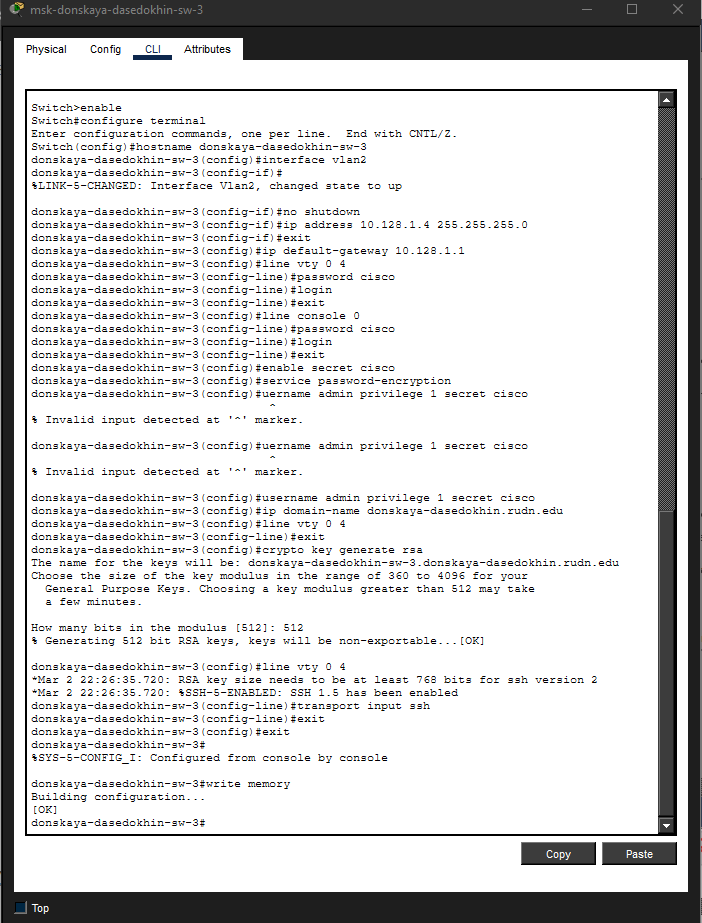 msk-donskaya-dasedokhin-sw-3
Physical Config CLI Attributes
Switch>enable
Switch#configure terminal
Enter configuration commands, one per line.  End with CNTL/Z.
Switch(config)#hostname donskaya-dasedokhin-sw-3
donskaya-dasedokhin-sw-3(config)#interface vlan2
donskaya-dasedokhin-sw-3(config-if)#
%LINK-5-CHANGED: Interface Vlan2, changed state to up
donskaya-dasedokhin-sw-3(config-if)#no shutdown
donskaya-dasedokhin-sw-3(config-if)#ip address 10.128.1.4 255.255.255.0
donskaya-dasedokhin-sw-3(config-if)#exit
donskaya-dasedokhin-sw-3(config)#ip default-gateway 10.128.1.1
donskaya-dasedokhin-sw-3(config)#line vty 0 4
donskaya-dasedokhin-sw-3(config-line)#password cisco
donskaya-dasedokhin-sw-3(config-line)#login
donskaya-dasedokhin-sw-3(config-line)#exit
donskaya-dasedokhin-sw-3(config)#line console 0
donskaya-dasedokhin-sw-3(config-line)#password cisco
donskaya-dasedokhin-sw-3(config-line)#login
donskaya-dasedokhin-sw-3(config-line)#exit
donskaya-dasedokhin-sw-3(config)#enable secret cisco
donskaya-dasedokhin-sw-3(config)#service password-encryption
donskaya-dasedokhin-sw-3(config)#uername admin privilege 1 secret cisco
^
% Invalid input detected at '^' marker.
donskaya-dasedokhin-sw-3(config)#uername admin privilege 1 secret cisco
^
% Invalid input detected at '^' marker.
donskaya-dasedokhin-sw-3(config)#username admin privilege 1 secret cisco
donskaya-dasedokhin-sw-3(config)#ip domain-name donskaya-dasedokhin.rudn.edu
donskaya-dasedokhin-sw-3(config)#line vty 0 4
donskaya-dasedokhin-sw-3(config-line)#exit
donskaya-dasedokhin-sw-3(config)#crypto key generate rsa
The name for the keys will be: donskaya-dasedokhin-sw-3.donskaya-dasedokhin.rudn.edu
Choose the size of the key modulus in the range of 360 to 4096 for your
General Purpose Keys. Choosing a key modulus greater than 512 may take
a few minutes.
How many bits in the modulus [512]: 512
% Generating 512 bit RSA keys, keys will be non-exportable...[OK]
donskaya-dasedokhin-sw-3(config)#line vty 0 4
*Mar 2 22:26:35.720: RSA key size needs to be at least 768 bits for ssh version 2
*Mar 2 22:26:35.720: %SSH-5-ENABLED: SSH 1.5 has been enabled
donskaya-dasedokhin-sw-3(config-line)#transport input ssh
donskaya-dasedokhin-sw-3(config-line)#exit
donskaya-dasedokhin-sw-3(config)#exit
donskaya-dasedokhin-sw-3#
%SYS-5-CONFIG_I: Configured from console by console
donskaya-dasedokhin-sw-3#write memory
Building configuration...
[OK]
donskaya-dasedokhin-sw-3#
Copy Paste
Top